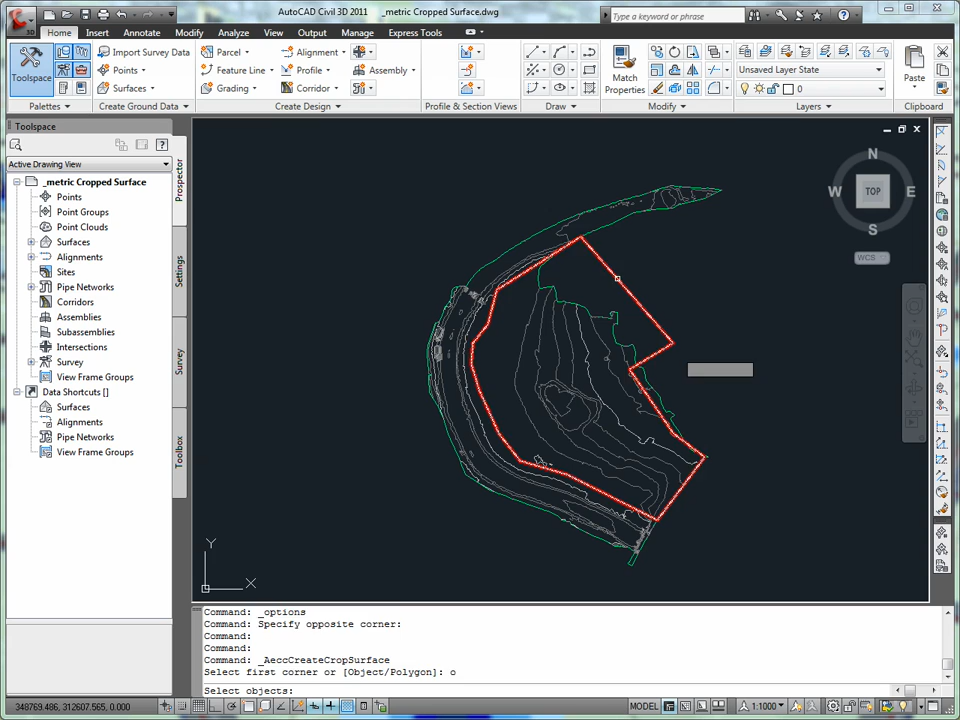 AutoCAD Civil 3D 2011 _metric Cropped Surface.dwg
Type a keyword or phrase
Home Insert Annotate Modify Analyze View Output Manage Express Tools
Toolspace
Import Survey Data
Points
Surfaces
Parcel
Feature Line
Grading
Alignment
Profile
Corridor
Assembly
Match
Properties
Unsaved Layer State
0
Paste
Palettes Create Ground Data Create Design Profile & Section Views Draw Modify Layers Clipboard
Toolspace
Active Drawing View
_metric Cropped Surface
Points
Point Groups
Point Clouds
Surfaces
Alignments
Sites
Pipe Networks
Corridors
Assemblies
Subassemblies
Intersections
Survey
View Frame Groups
Data Shortcuts []
Surfaces
Alignments
Pipe Networks
View Frame Groups
Prospector
Settings
Survey
Toolbox
N
W TOP E
S
WCS
Y
X
Command: _options
Command: Specify opposite corner:
Command:
Command:
Command: _AeccCreateCropSurface
Select first corner or [Object/Polygon]: o
Select objects:
348769.486, 312607.565, 0.000
MODEL
1:1000